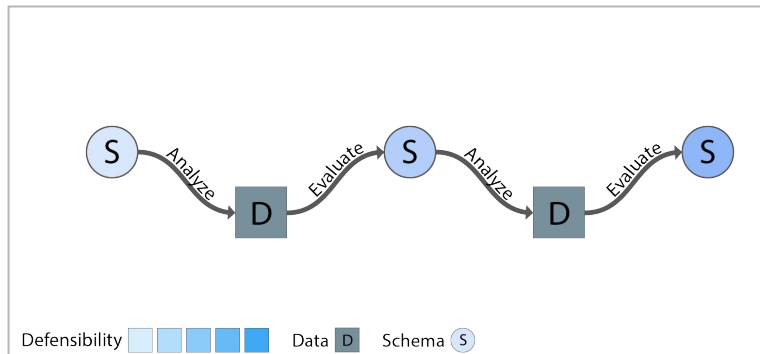 S Analyze D Evaluate S Analyze D Evaluate S
Defensibility Data D Schema S